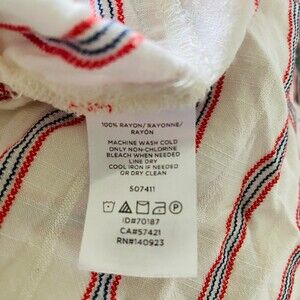 100% RAYON/ RAYONNE/
RAYÓN
MACHINE WASH COLD
ONLY NON-CHLORINE
BLEACH WHEN NEEDED
LINE DRY
COOL IRON IF NEEDED
OR DRY CLEAN
507411
ID#70187
CA#57421
RN#140923